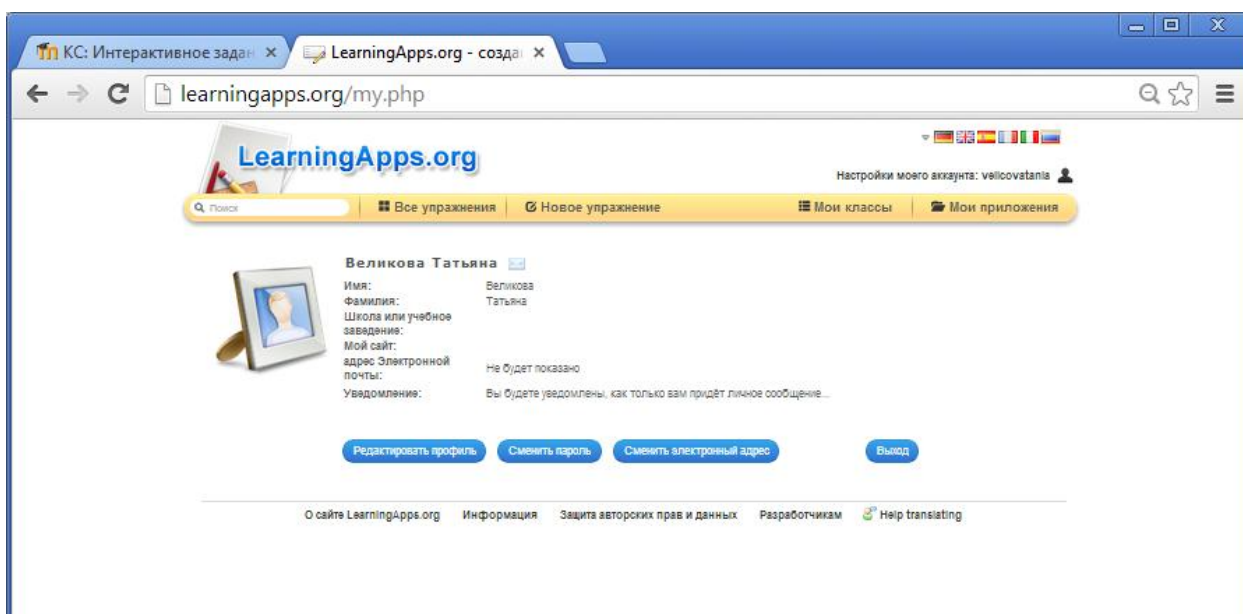 КС: Интерактивное задан
LearningApps.org - созда
learningapps.org/my.php
LearningApps.org
Настройки моего аккаунта: velicovatania
Поиск
Все упражнения
Новое упражнение
Мои классы
Мои приложения
Великова Татьяна
Имя: Великова
Фамилия: Татьяна
Школа или учебное
заведение:
Мой сайт:
адрес Электронной
почты: Не будет показано
Уведомление: Вы будете уведомлены, как только вам придёт личное сообщение...
Редактировать профиль Сменить пароль Сменить электронный адрес Выход
О сайте LearningApps.org Информация Защита авторских прав и данных Разработчикам Help translating